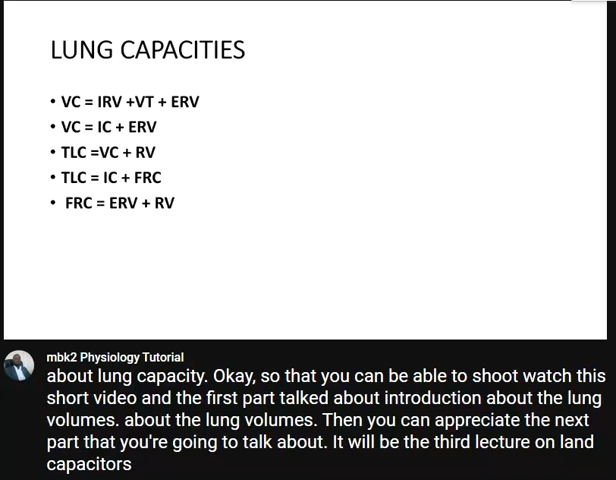 LUNG CAPACITIES
• VC = IRV +VT + ERV
• VC = IC + ERV
• TLC =VC + RV
• TLC = IC + FRC
• FRC = ERV + RV
mbk2 Physiology Tutorial
about lung capacity. Okay, so that you can be able to shoot watch this
short video and the first part talked about introduction about the lung
volumes. about the lung volumes. Then you can appreciate the next
part that you're going to talk about. It will be the third lecture on land
capacitors